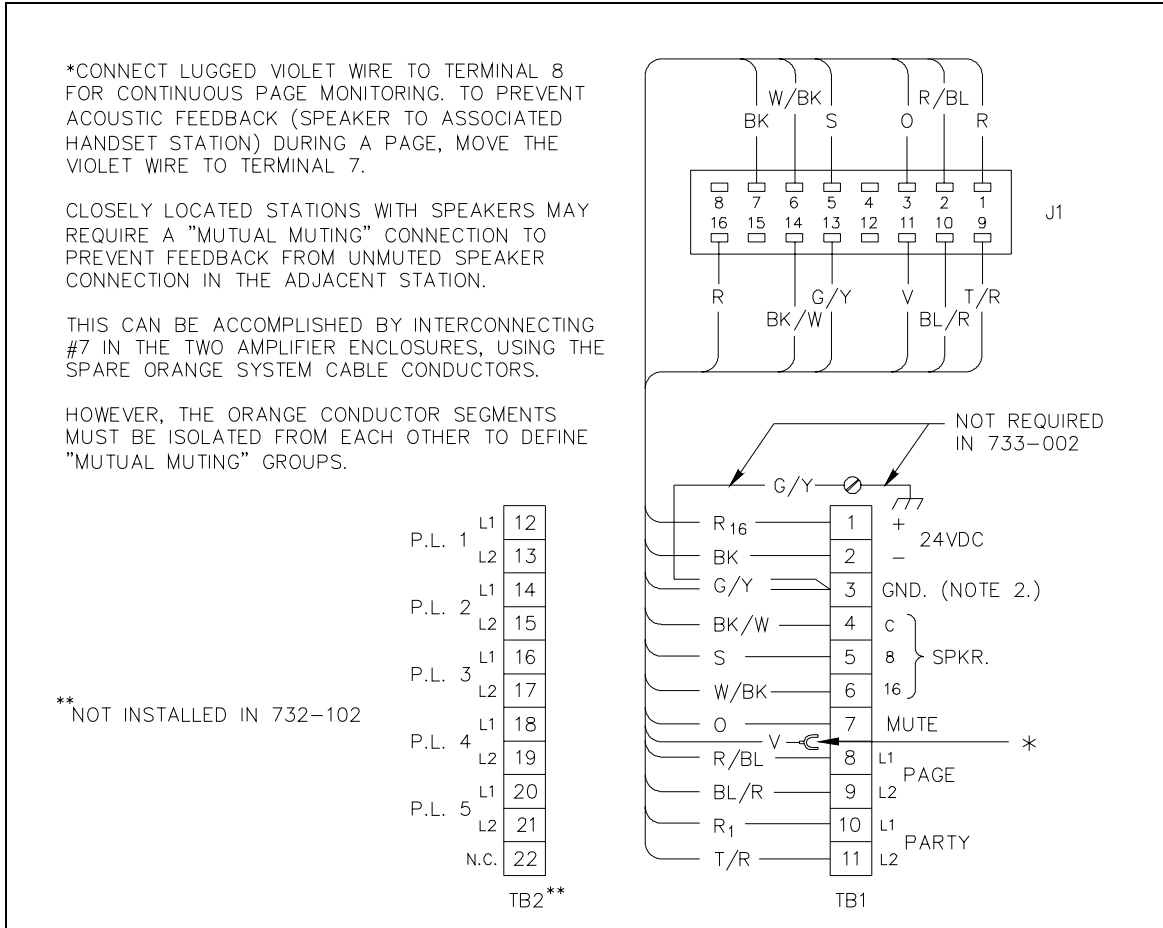 *CONNECT LUGGED VIOLET WIRE TO TERMINAL 8
FOR CONTINUOUS PAGE MONITORING. TO PREVENT
ACOUSTIC FEEDBACK (SPEAKER TO ASSOCIATED
HANDSET STATION) DURING A PAGE, MOVE THE
VIOLET WIRE TO TERMINAL 7.
CLOSELY LOCATED STATIONS WITH SPEAKERS MAY
REQUIRE A "MUTUAL MUTING" CONNECTION TO
PREVENT FEEDBACK FROM UNMUTED SPEAKER
CONNECTION IN THE ADJACENT STATION.
THIS CAN BE ACCOMPLISHED BY INTERCONNECTING
#7 IN THE TWO AMPLIFIER ENCLOSURES, USING THE
SPARE ORANGE SYSTEM CABLE CONDUCTORS.
HOWEVER, THE ORANGE CONDUCTOR SEGMENTS
MUST BE ISOLATED FROM EACH OTHER TO DEFINE
"MUTUAL MUTING" GROUPS.
W/BK R/BL
BK S O R
8 7 6 5 4 3 2 1
16 15 14 13 12 11 10 9
J1
R G/Y V T/R
BK/W BL/R
NOT REQUIRED
IN 733-002
G/Y
R16 1 +
24VDC
BK 2 -
G/Y 3 GND. (NOTE 2.)
BK/W 4 C
S 5 8 SPKR.
W/BK 6 16
O 7 MUTE
V *
R/BL 8 L1
PAGE
BL/R 9 L2
R1 10 L1
PARTY
T/R 11 L2
TB1
P.L. 1 L1 12
L2 13
P.L. 2 L1 14
L2 15
P.L. 3 L1 16
L2 17
**NOT INSTALLED IN 732-102
P.L. 4 L1 18
L2 19
P.L. 5 L1 20
L2 21
N.C. 22
TB2**